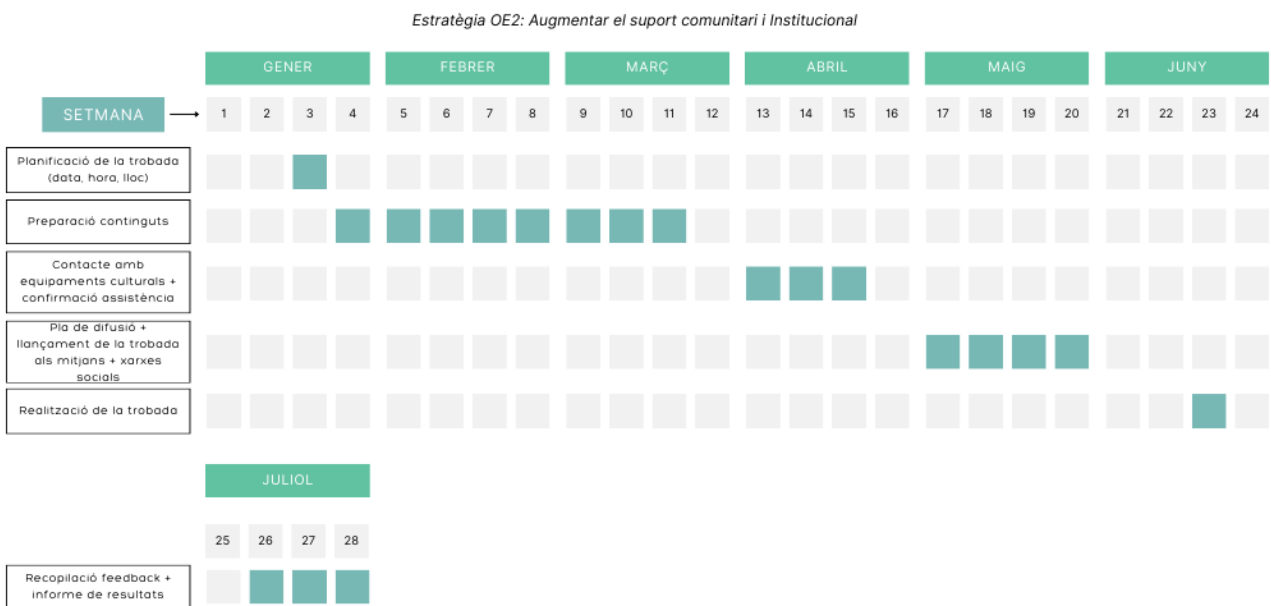 Estratègia OE2: Augmentar el suport comunitari i Institucional
GENER FEBRER MARÇ ABRIL MAIG JUNY
SETMANA 1 2 3 4 5 6 7 8 9 10 11 12 13 14 15 16 17 18 19 20 21 22 23 24
Planificació de la trobada
(data, hora, lloc)
Preparació continguts
Contacte amb
equipaments culturals +
confirmació assistència
Pla de difusió +
llançament de la trobada
als mitjans + xarxes
socials
Realització de la trobada
JULIOL
25 26 27 28
Recopilació feedback +
informe de resultats